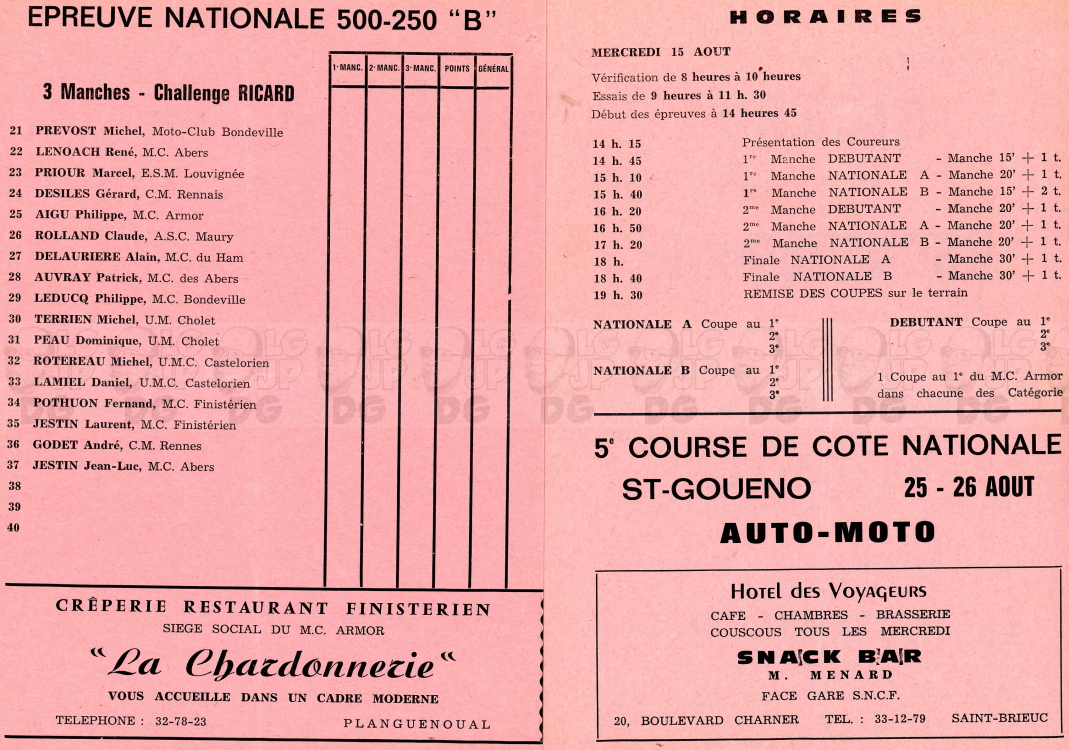 EPREUVE NATIONALE 500-250 "B"
1e MANC. 2e MANC. 3e MANC. POINTS GÉNÉRAL
3 Manches - Challenge RICARD
21 PREVOST Michel, Moto-Club Bondeville
22 LENOACH René, M.C. Abers
23 PRIOUR Marcel, E.S.M. Louvignée
24 DESILES Gérard, C.M. Rennais
25 AIGU Philippe, M.C. Armor
26 ROLLAND Claude, A.S.C. Maury
27 DELAURIERE Alain, M.C. du Ham
28 AUVRAY Patrick, M.C. des Abers
29 LEDUCQ Philippe, M.C. Bondeville
30 TERRIEN Michel, U.M. Cholet
31 PEAU Dominique, U.M. Cholet
32 ROTEREAU Michel, U.M.C. Castelorien
33 LAMIEL Daniel, U.M.C. Castelorien
34 POTHUON Fernand, M.C. Finistérien
35 JESTIN Laurent, M.C. Finistérien
36 GODET André, C.M. Rennes
37 JESTIN Jean-Luc, M.C. Abers
38
39
40
CRÊPERIE RESTAURANT FINISTERIEN
SIEGE SOCIAL DU M.C. ARMOR
"La Chardonnerie"
VOUS ACCUEILLE DANS UN CADRE MODERNE
TELEPHONE : 32-78-23 PLANGUENOUAL
HORAIRES
MERCREDI 15 AOUT
Vérification de 8 heures à 10 heures
Essais de 9 heures à 11 h. 30
Début des épreuves à 14 heures 45
14 h. 15 Présentation des Coureurs
14 h. 45 1re Manche DEBUTANT - Manche 15' + 1 t.
15 h. 10 1re Manche NATIONALE A - Manche 20' + 1 t.
15 h. 40 1re Manche NATIONALE B - Manche 15' + 2 t.
16 h. 20 2me Manche DEBUTANT - Manche 20' + 1 t.
16 h. 50 2me Manche NATIONALE A - Manche 20' + 1 t.
17 h. 20 2me Manche NATIONALE B - Manche 20' + 1 t.
18 h. Finale NATIONALE A - Manche 30' + 1 t.
18 h. 40 Finale NATIONALE B - Manche 30' + 1 t.
19 h. 30 REMISE DES COUPES sur le terrain
NATIONALE A Coupe au 1e
2e
3e
NATIONALE B Coupe au 1e
2e
3e
DEBUTANT Coupe au 1e
2e
3e
1 Coupe au 1e du M.C. Armor
dans chacune des Catégorie
5e COURSE DE COTE NATIONALE
ST-GOUENO 25 - 26 AOUT
AUTO-MOTO
HOTEL DES VOYAGEURS
CAFE - CHAMBRES - BRASSERIE
COUSCOUS TOUS LES MERCREDI
SNACK BAR
M. MENARD
FACE GARE S.N.C.F.
20, BOULEVARD CHARNER TEL. : 33-12-79 SAINT-BRIEUC